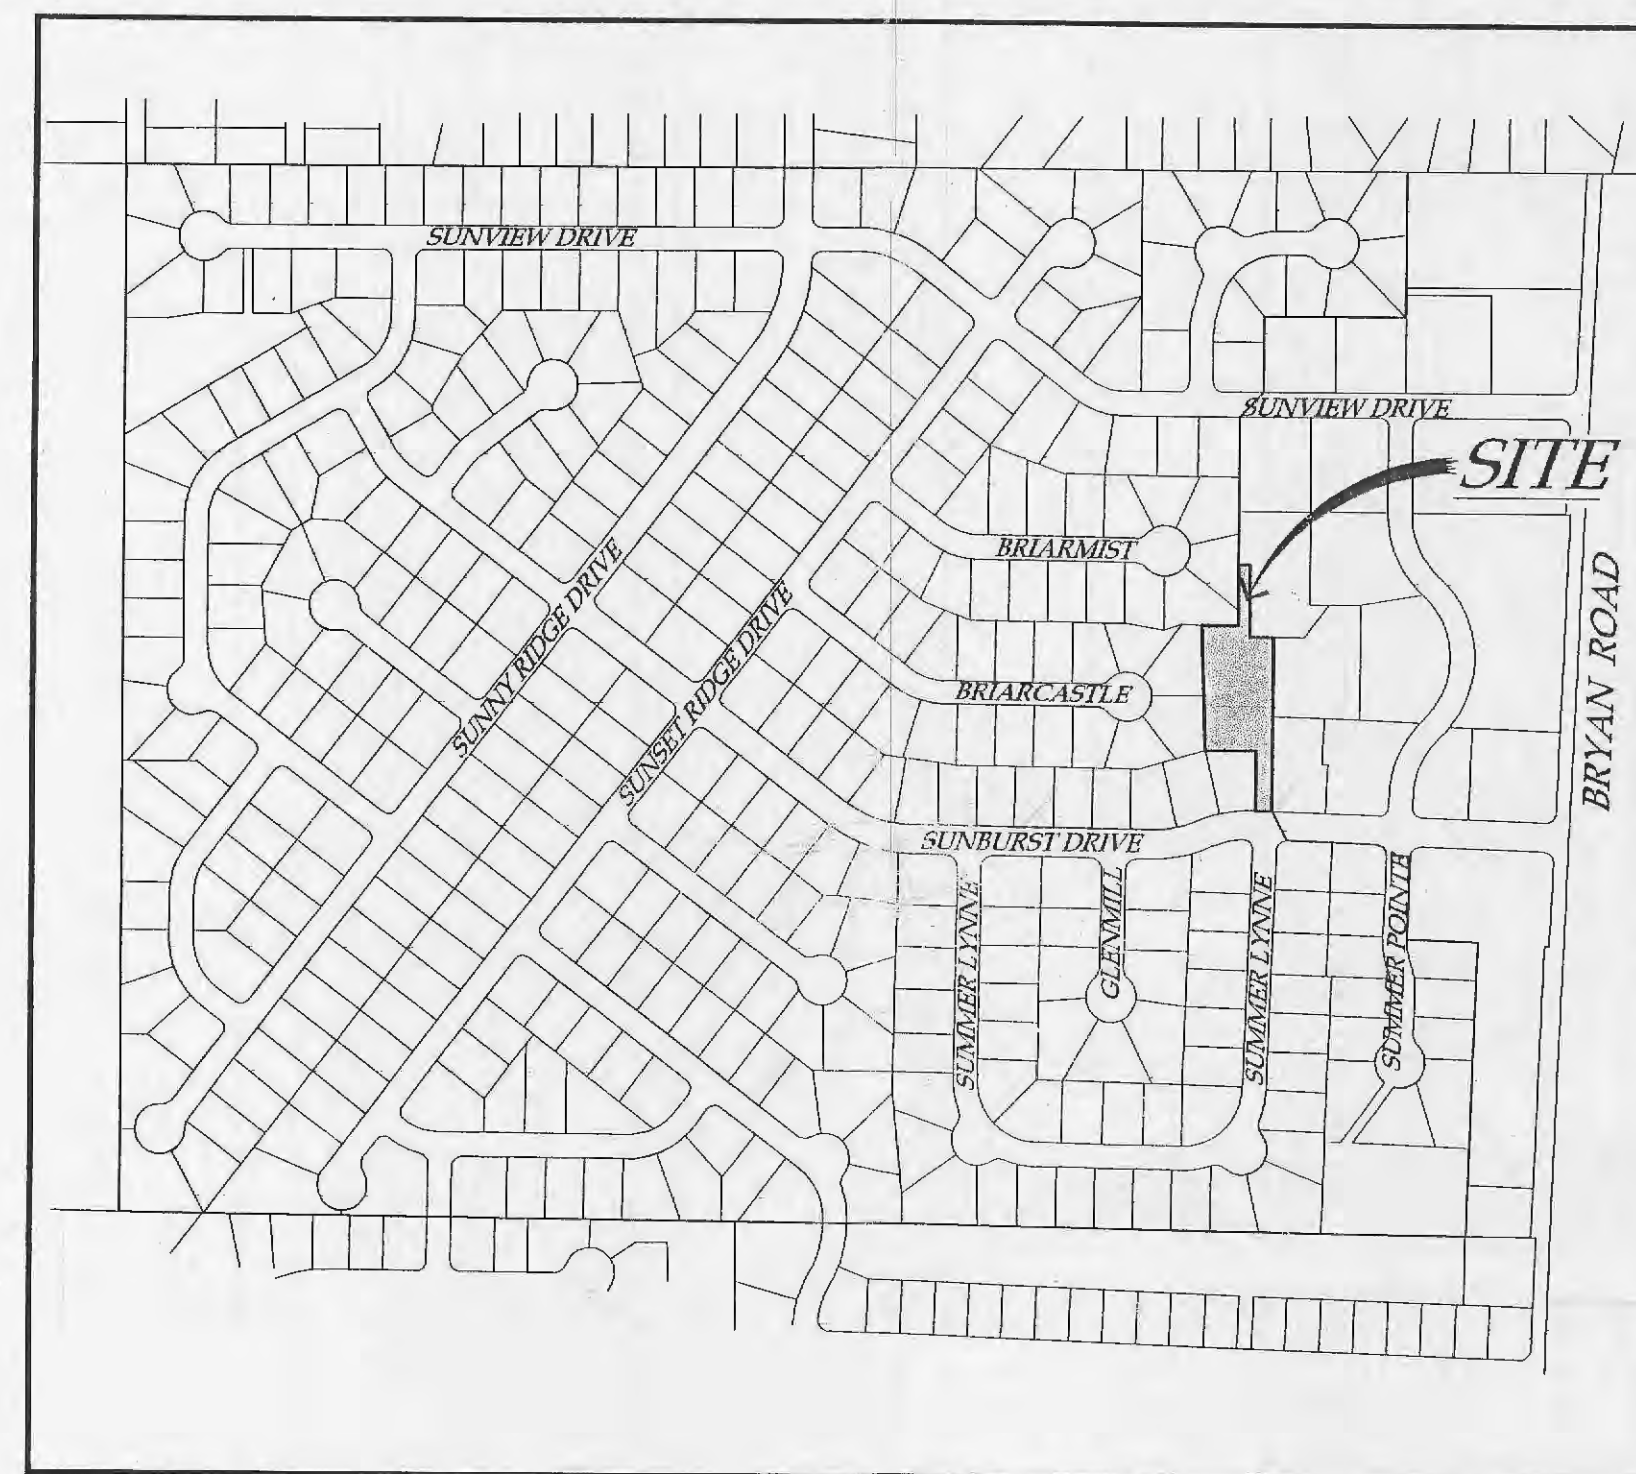 SUNVIEW DRIVE
SUNVIEW DRIVE
SITE
BRIARMIST
SUNNY RIDGE DRIVE
SUNSET RIDGE DRIVE
BRYAN ROAD
BRIARCASTLE
SUNBURST DRIVE
SUMMER LYNNE
GLENMILL
SUMMER LYNNE
SUMMER POINTE